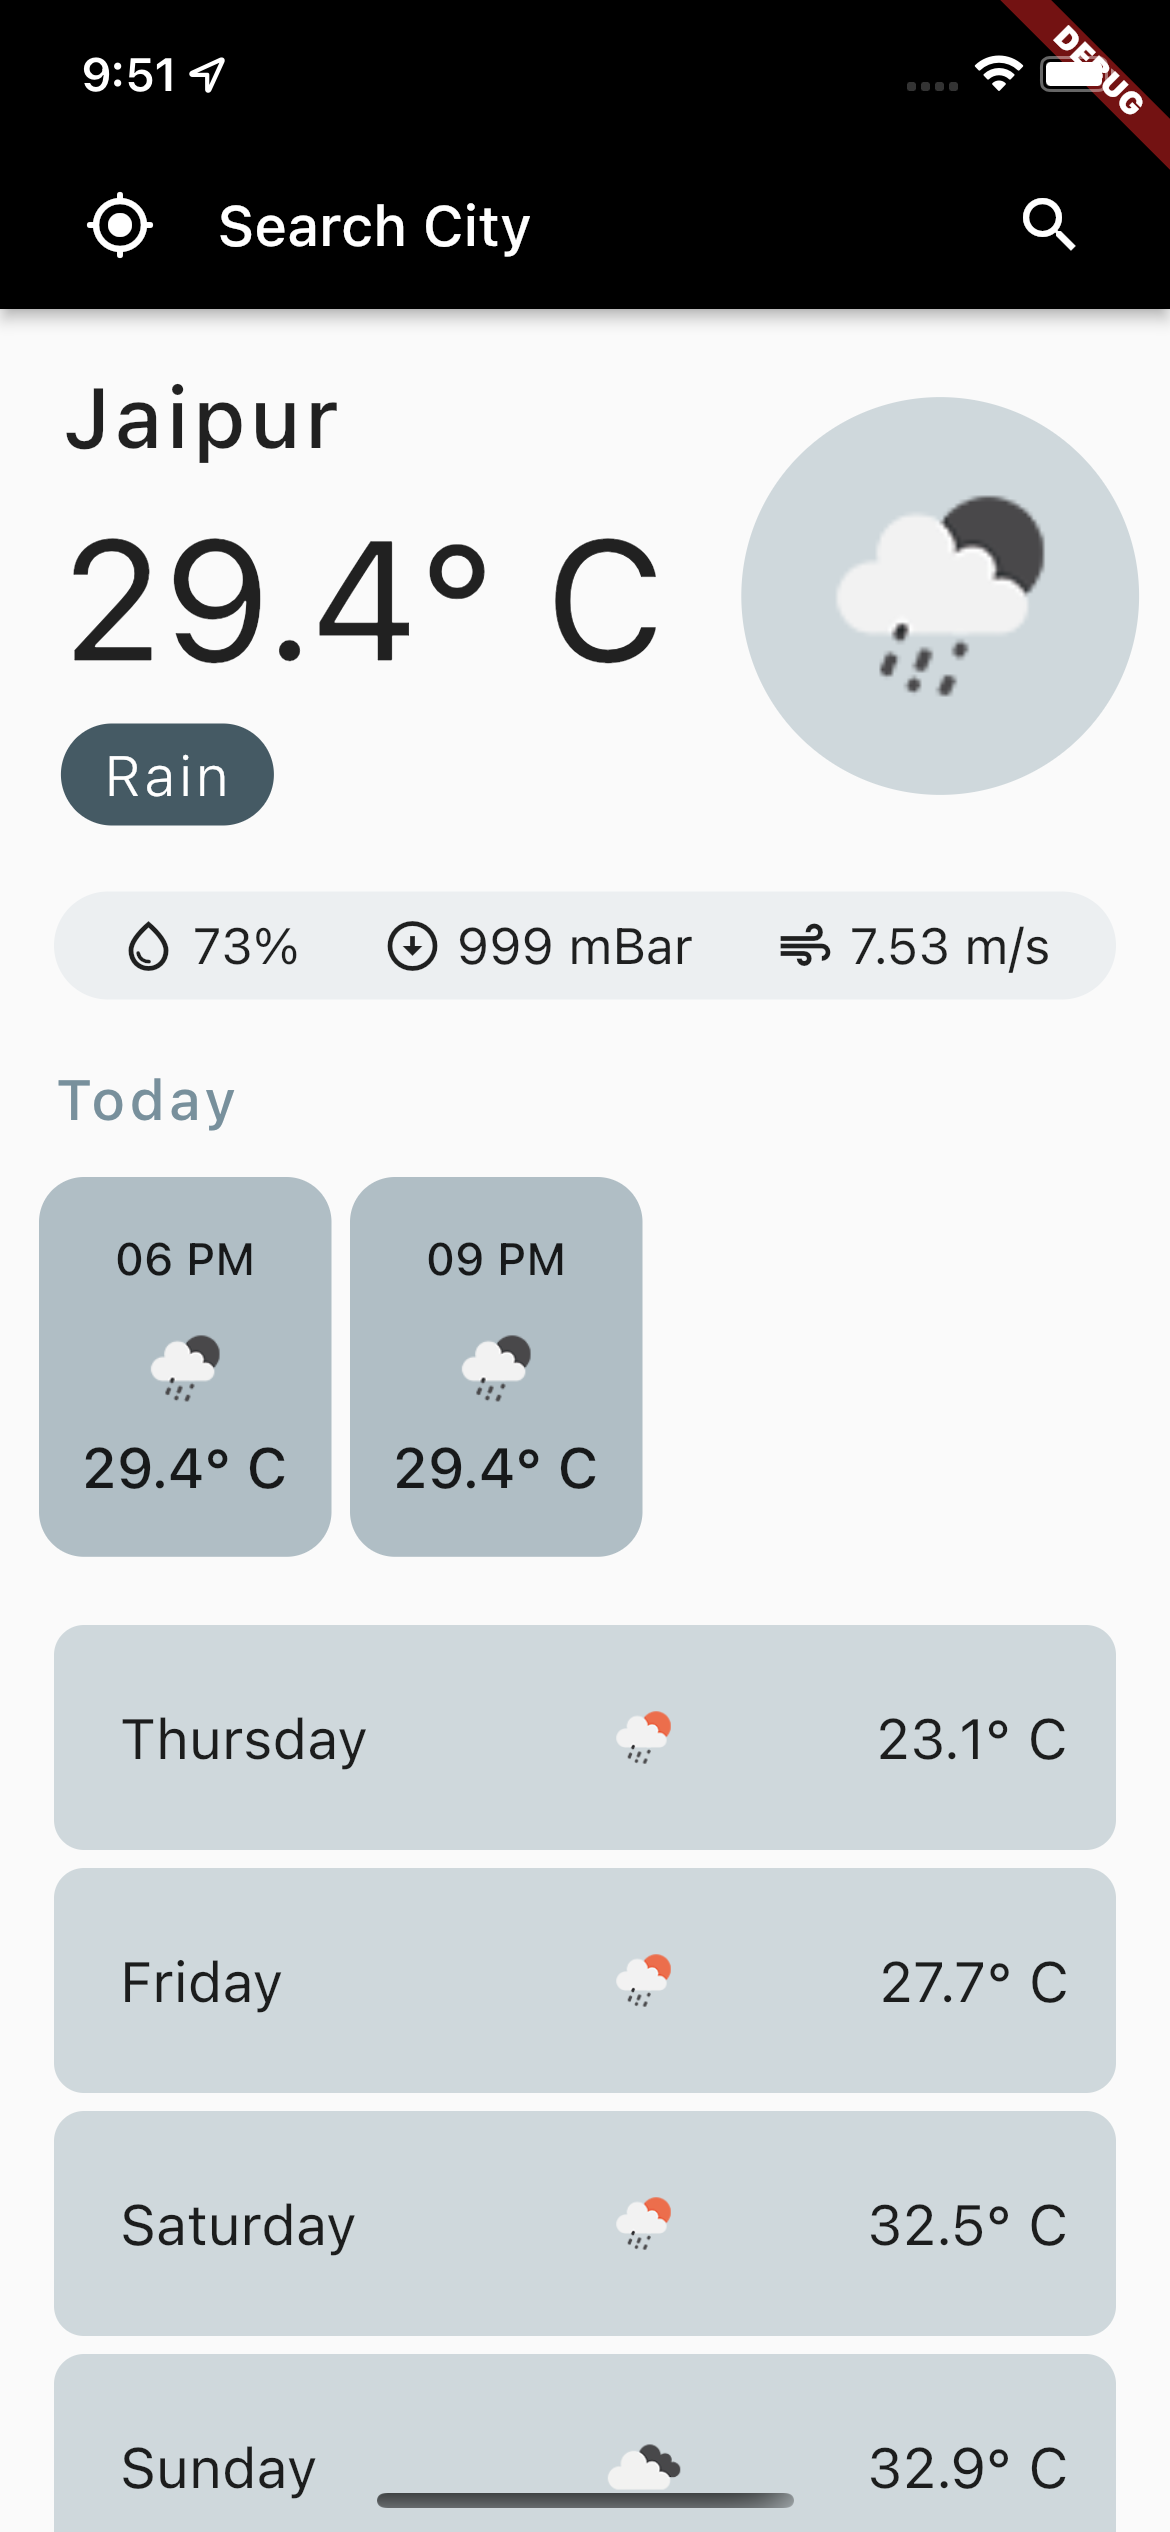 9:51
DEBUG
Search City
Jaipur
29.4° C
Rain
73% 999 mBar 7.53 m/s
Today
06 PM 09 PM
29.4° C 29.4° C
Thursday 23.1° C
Friday 27.7° C
Saturday 32.5° C
Sunday 32.9° C